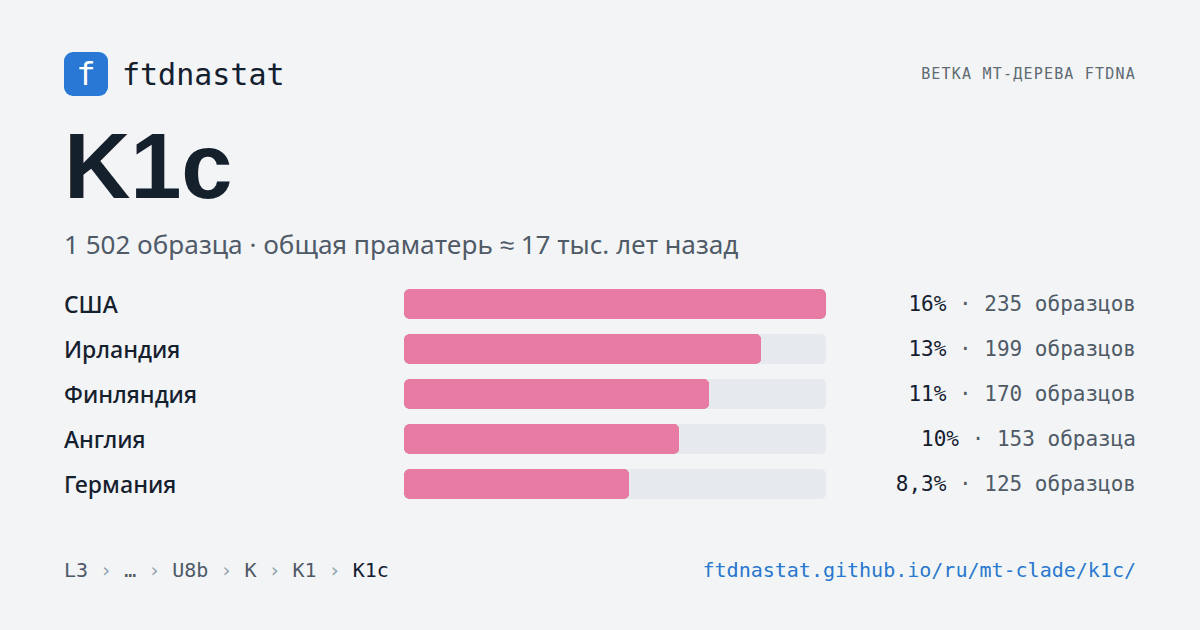 f ftdnastat
ВЕТКА МТ-ДЕРЕВА FTDNA
K1c
1 502 образца · общая праматерь ≈ 17 тыс. лет назад
США 16% · 235 образцов
Ирландия 13% · 199 образцов
Финляндия 11% · 170 образцов
Англия 10% · 153 образца
Германия 8,3% · 125 образцов
L3 › … › U8b › K › K1 › K1c
ftdnastat.github.io/ru/mt-clade/k1c/